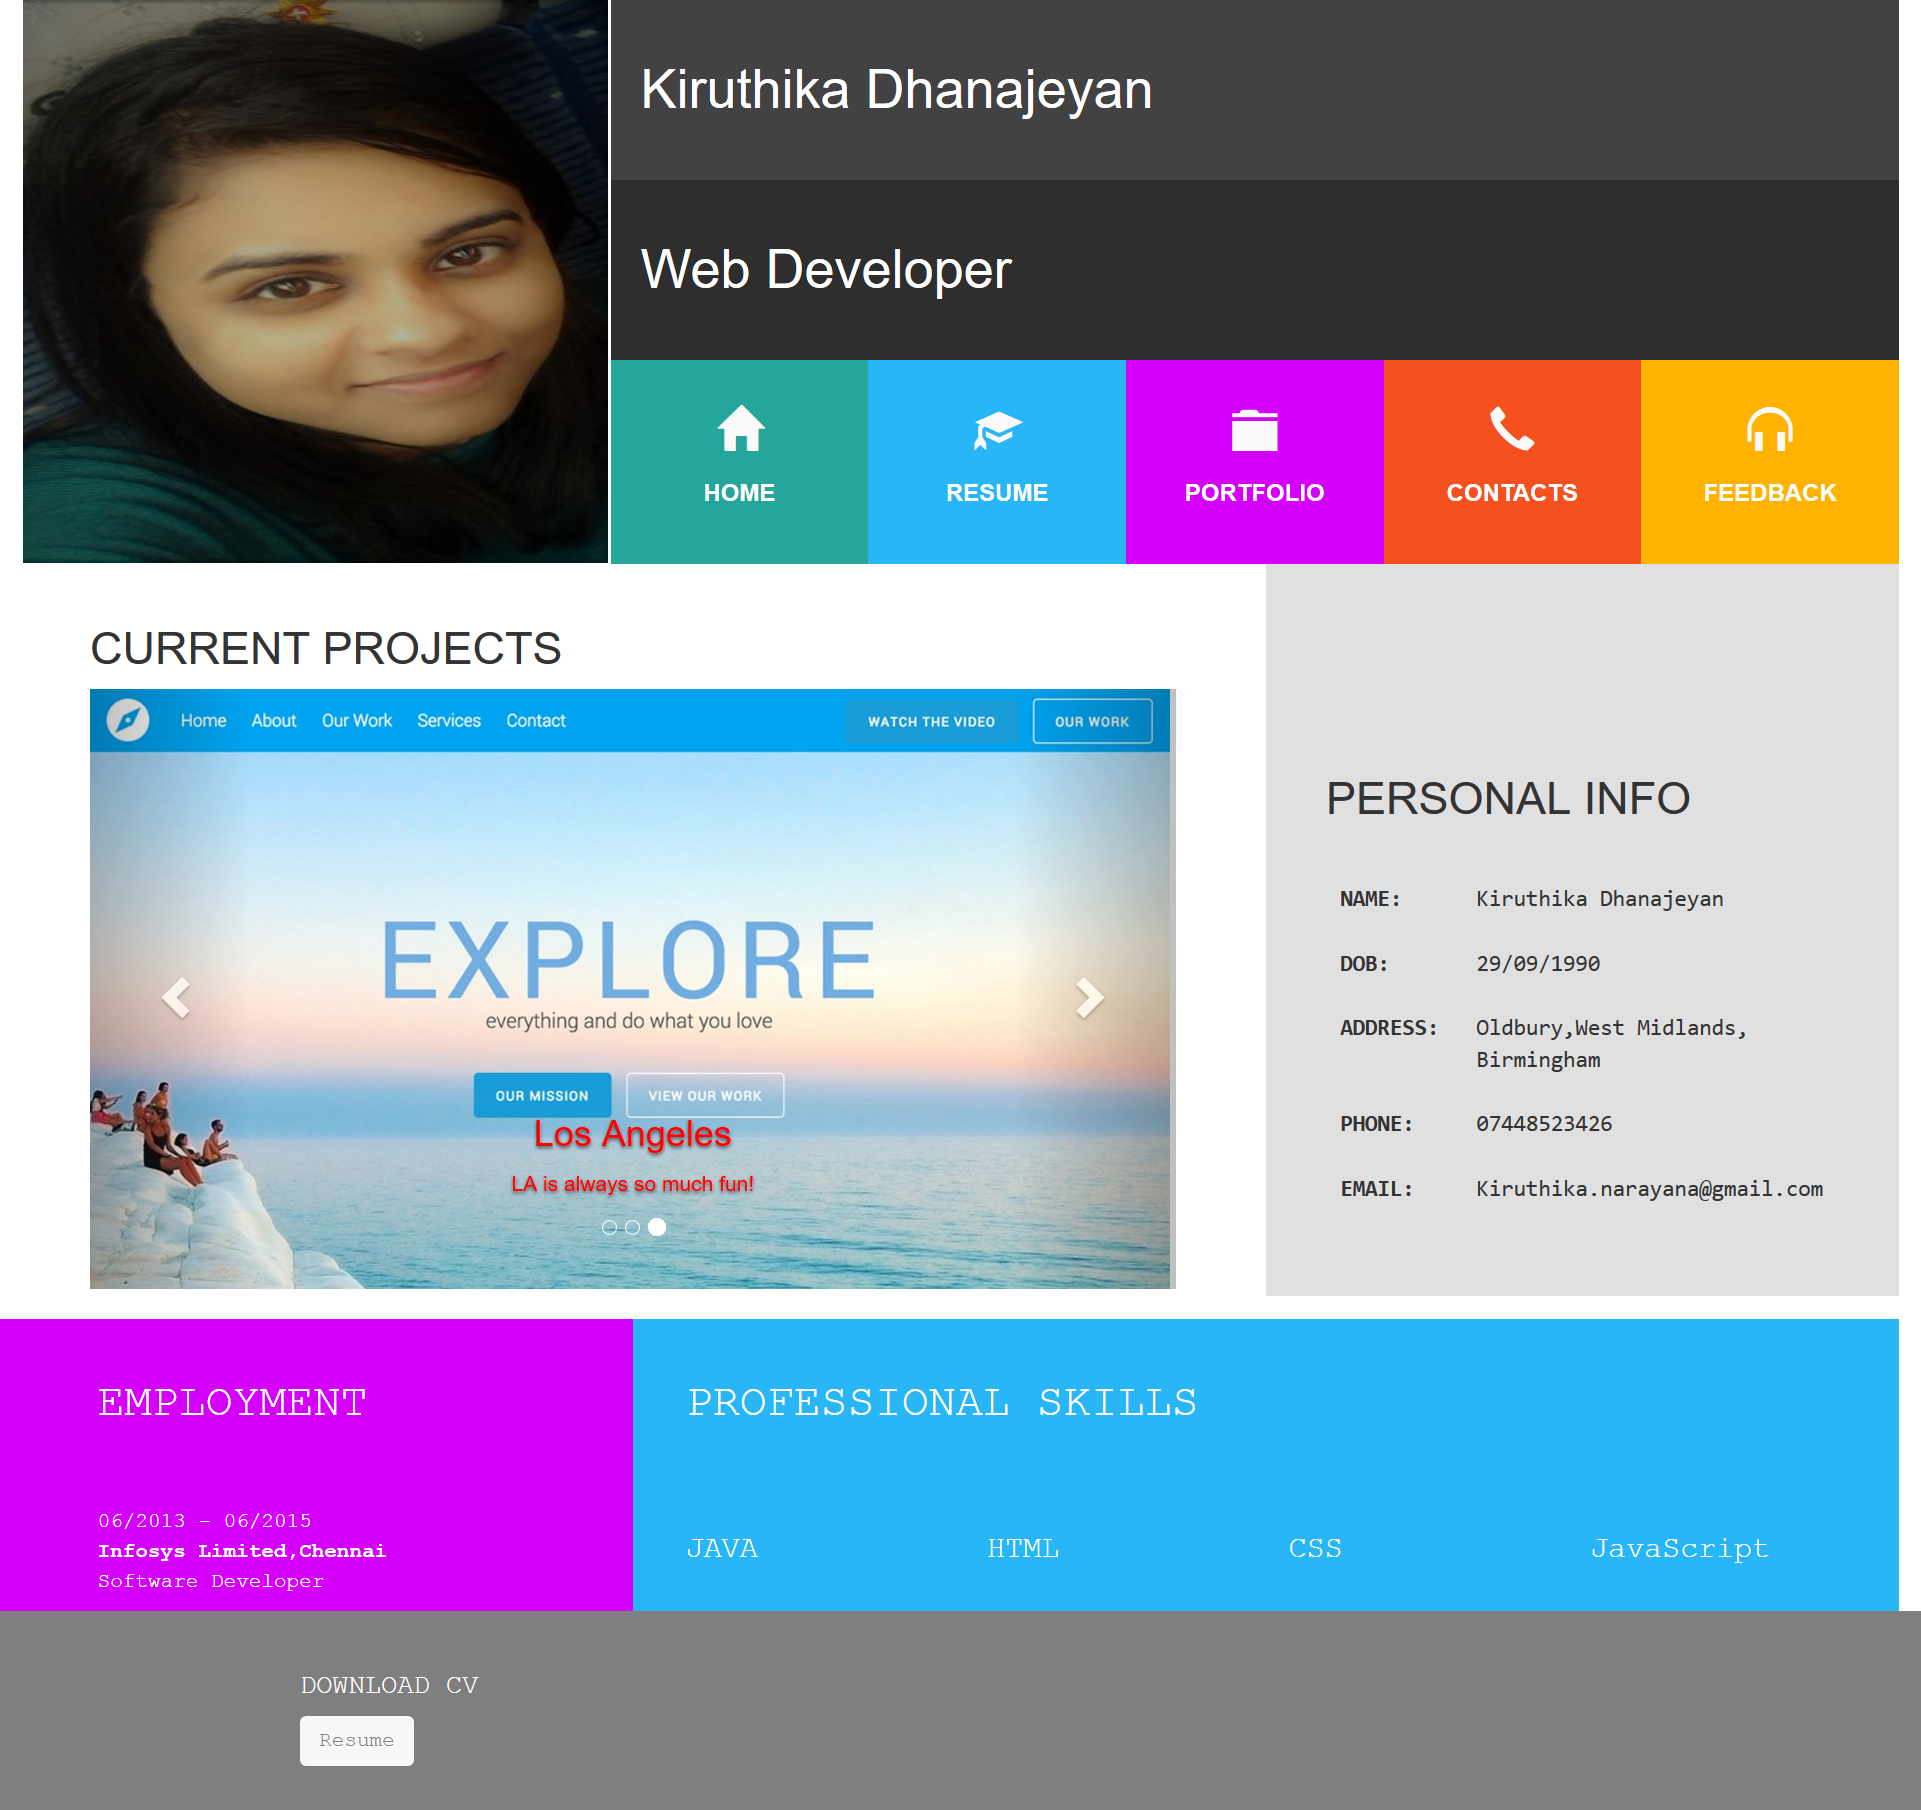 Kiruthika Dhanajeyan
Web Developer
HOME
RESUME
PORTFOLIO
CONTACTS
FEEDBACK
CURRENT PROJECTS
Home About Our Work Services Contact WATCH THE VIDEO OUR WORK
EXPLORE
everything and do what you love
OUR MISSION VIEW OUR WORK
Los Angeles
LA is always so much fun!
PERSONAL INFO
NAME: Kiruthika Dhanajeyan
DOB: 29/09/1990
ADDRESS: Oldbury,West Midlands,
Birmingham
PHONE: 07448523426
EMAIL: Kiruthika.narayana@gmail.com
EMPLOYMENT
06/2013 - 06/2015
Infosys Limited,Chennai
Software Developer
PROFESSIONAL SKILLS
JAVA HTML CSS JavaScript
DOWNLOAD CV
Resume